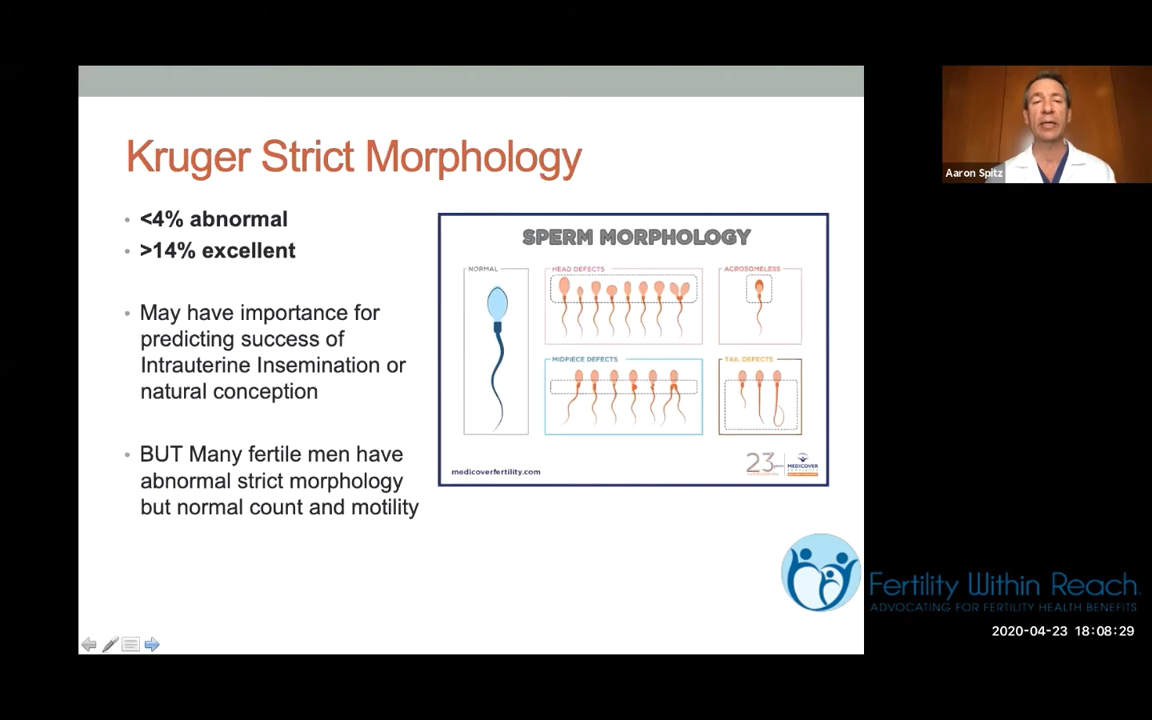 Kruger Strict Morphology
<4% abnormal
>14% excellent
May have importance for
predicting success of
Intrauterine Insemination or
natural conception
BUT Many fertile men have
abnormal strict morphology
but normal count and motility
SPERM MORPHOLOGY
NORMAL
HEAD DEFECTS
ACROSOMELESS
MIDPIECE DEFECTS
TAIL DEFECTS
medicoverfertility.com
23
MEDICOVER
Aaron Spitz
Fertility Within Reach
ADVOCATING FOR FERTILITY HEALTH BENEFITS
2020-04-23 18:08:29